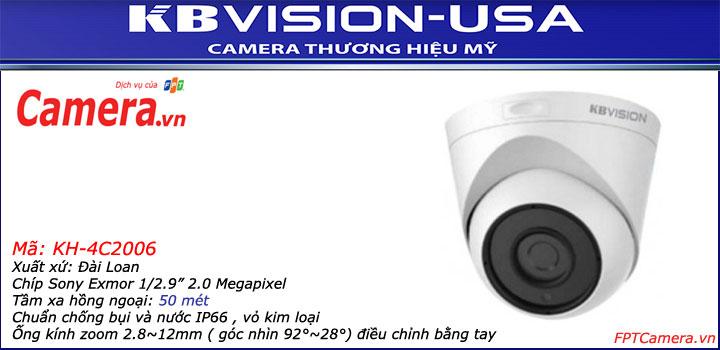 KBVISION-USA
CAMERA THƯƠNG HIỆU MỸ
Dịch vụ của FPT
Camera.vn
KBVISION
Mã: KH-4C2006
Xuất xứ: Đài Loan
Chíp Sony Exmor 1/2.9” 2.0 Megapixel
Tầm xa hồng ngoại: 50 mét
Chuẩn chống bụi và nước IP66 , vỏ kim loại
Ống kính zoom 2.8~12mm ( góc nhìn 92°~28°) điều chỉnh bằng tay
FPTCamera.vn